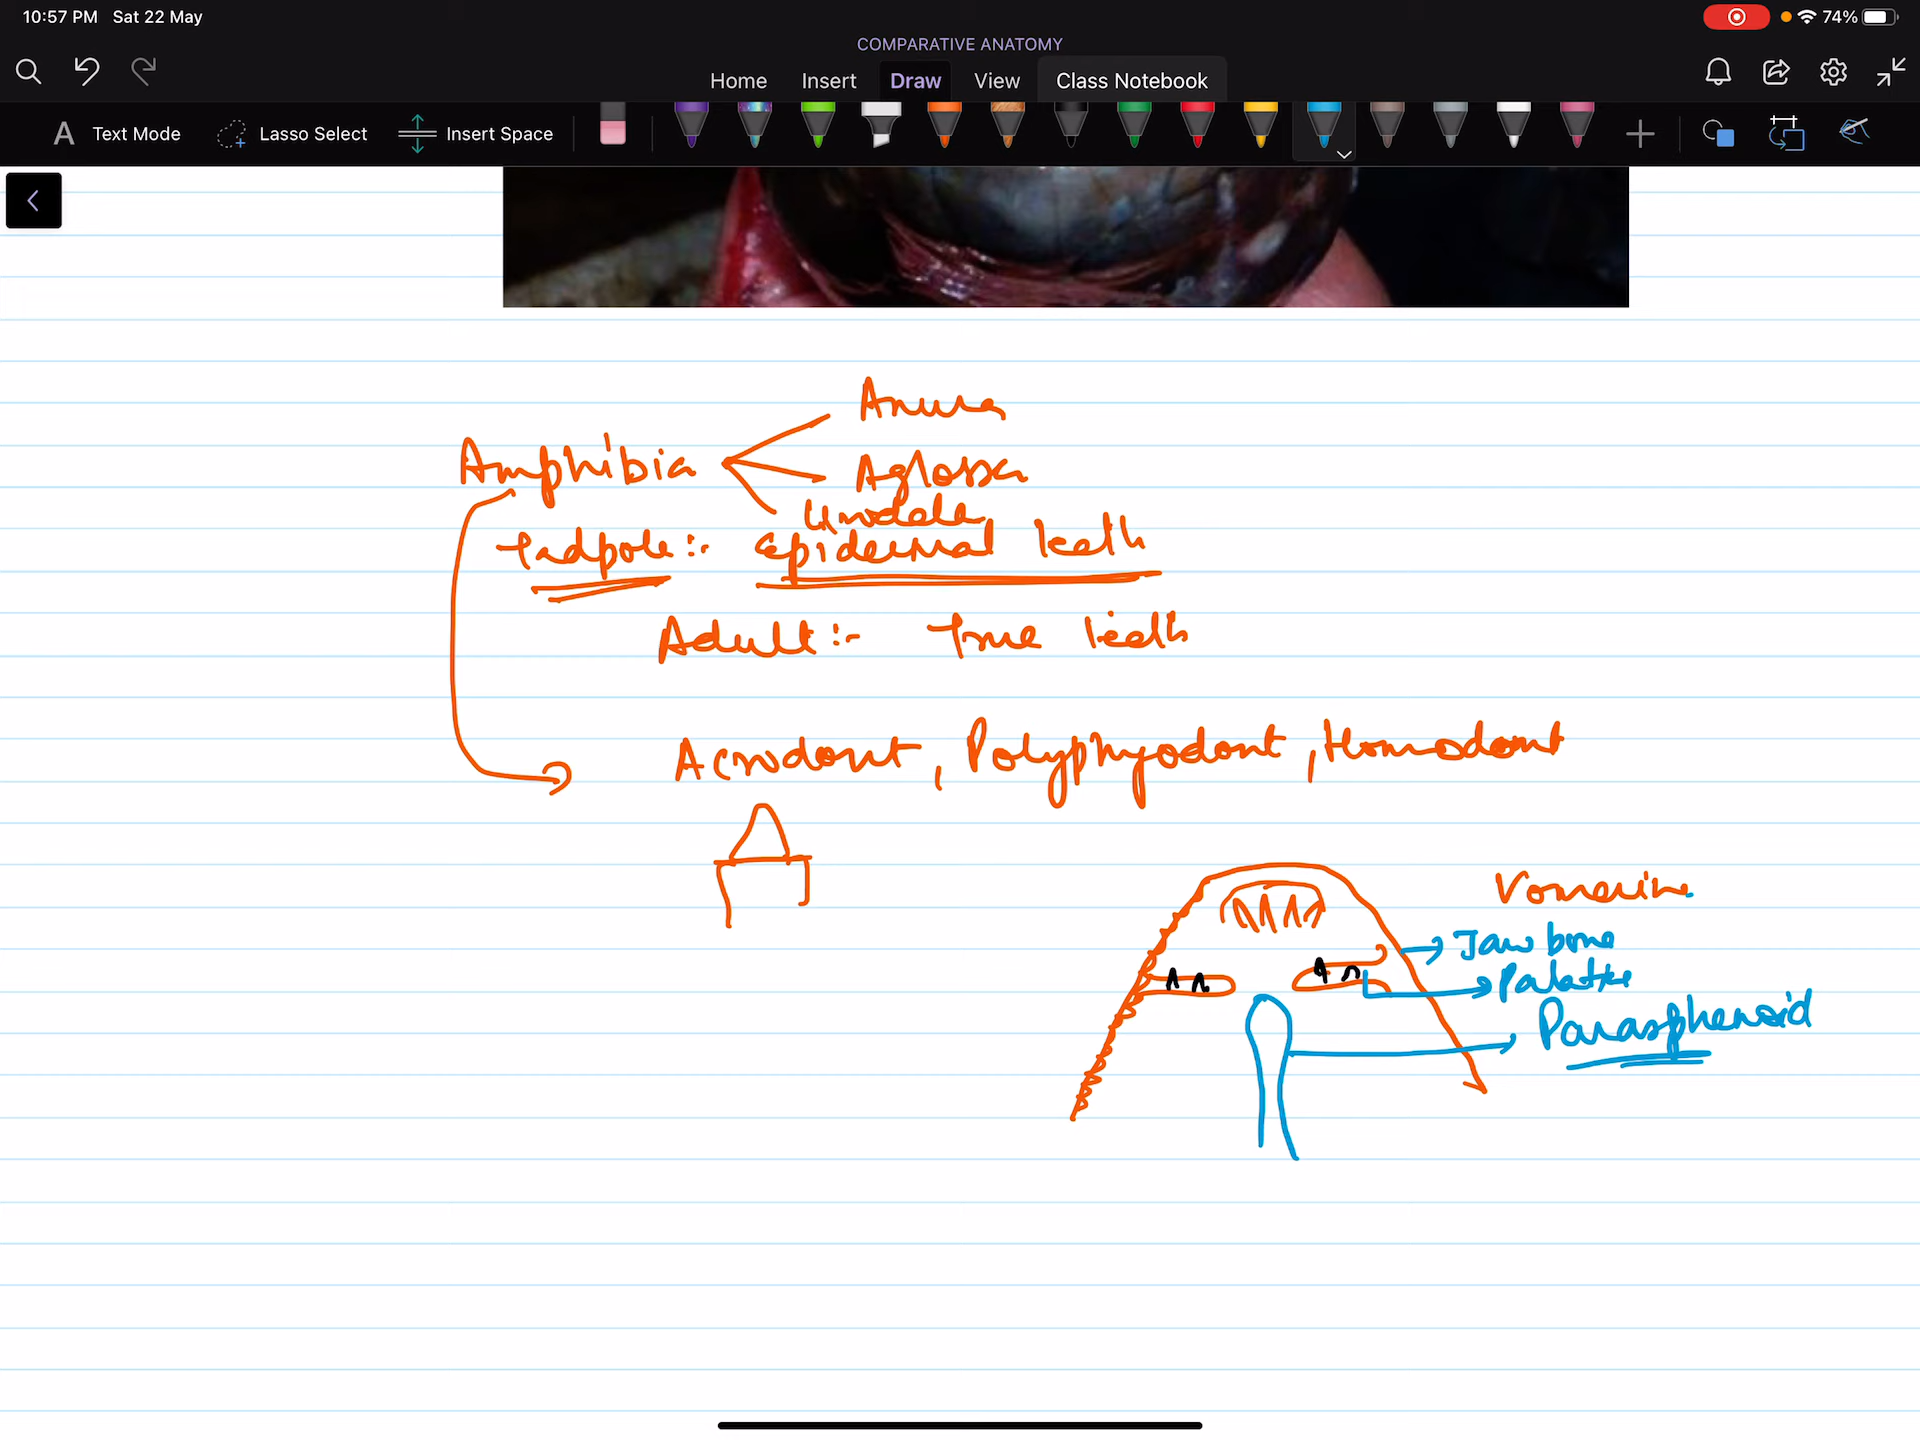 10:57 PM Sat 22 May
74%
COMPARATIVE ANATOMY
Home Insert Draw View Class Notebook
Text Mode Lasso Select Insert Space
Anura
Amphibia
Aglossa
Urodela
Tadpole:- Epidermal teeth
Adult:- True teeth
Acrodont, Polyphyodont, Homodont
Vomerine
Jaw bone
Palatine
Parasphenoid